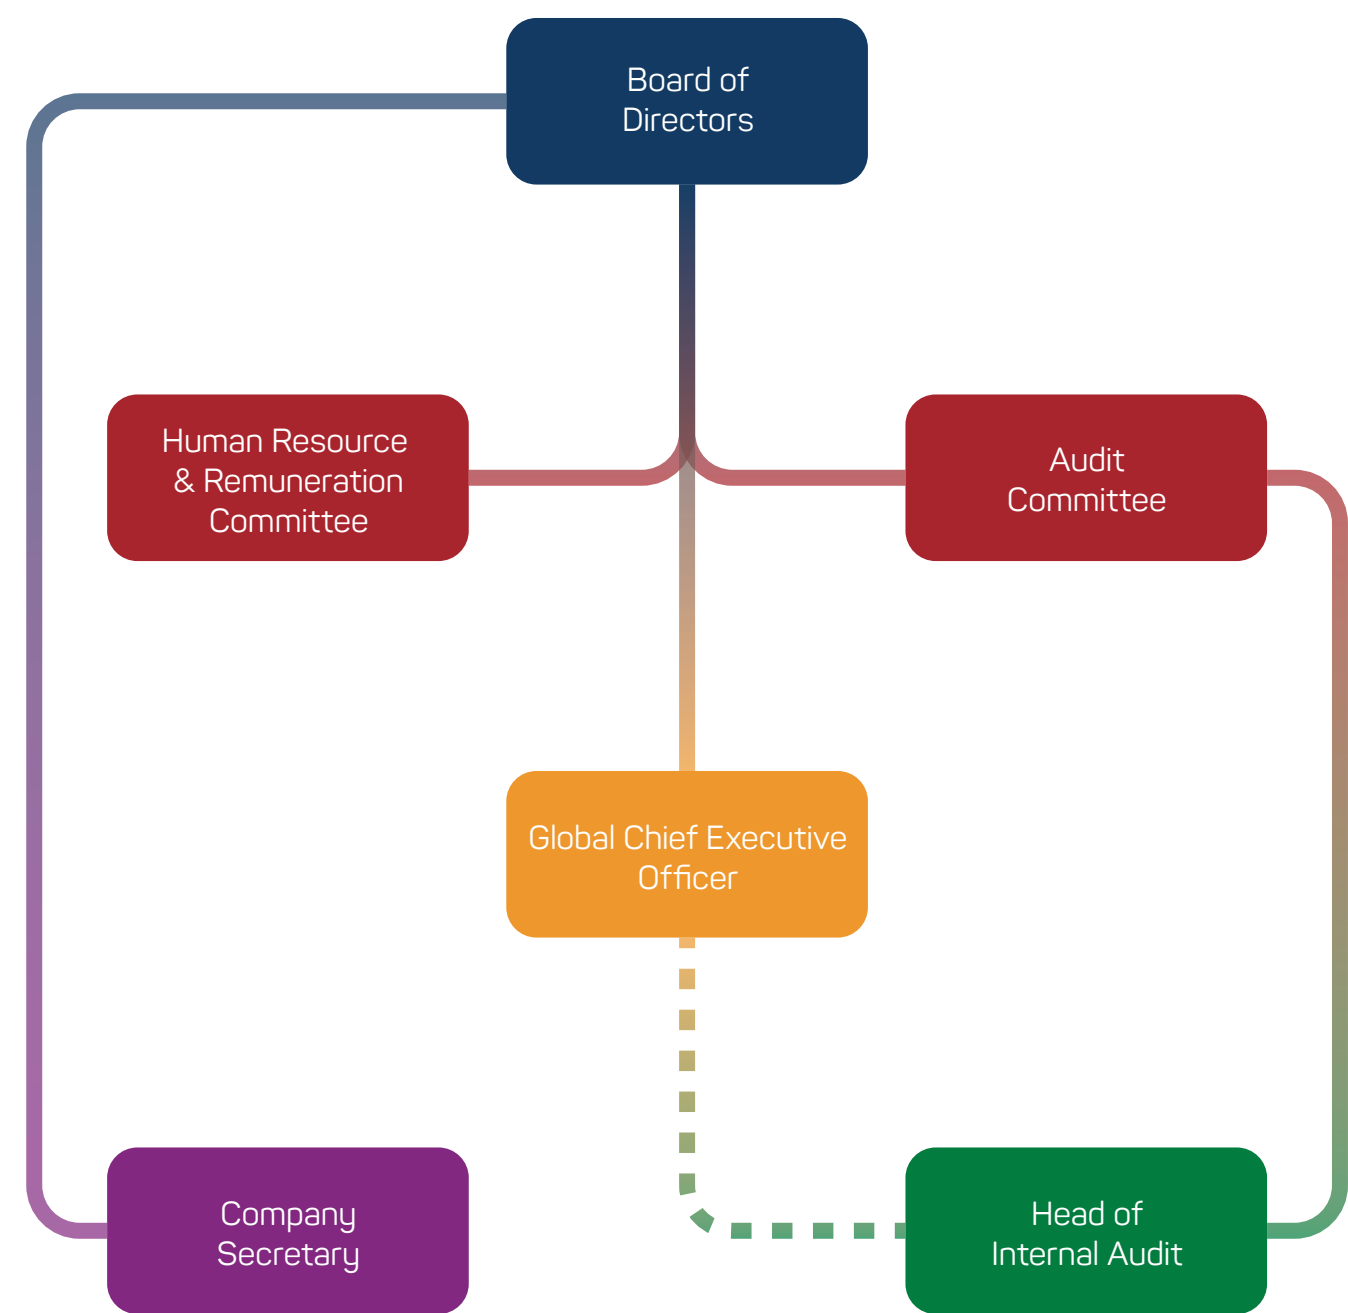 Board of
Directors
Human Resource
& Remuneration
Committee
Audit
Committee
Global Chief Executive
Officer
Company
Secretary
Head of
Internal Audit